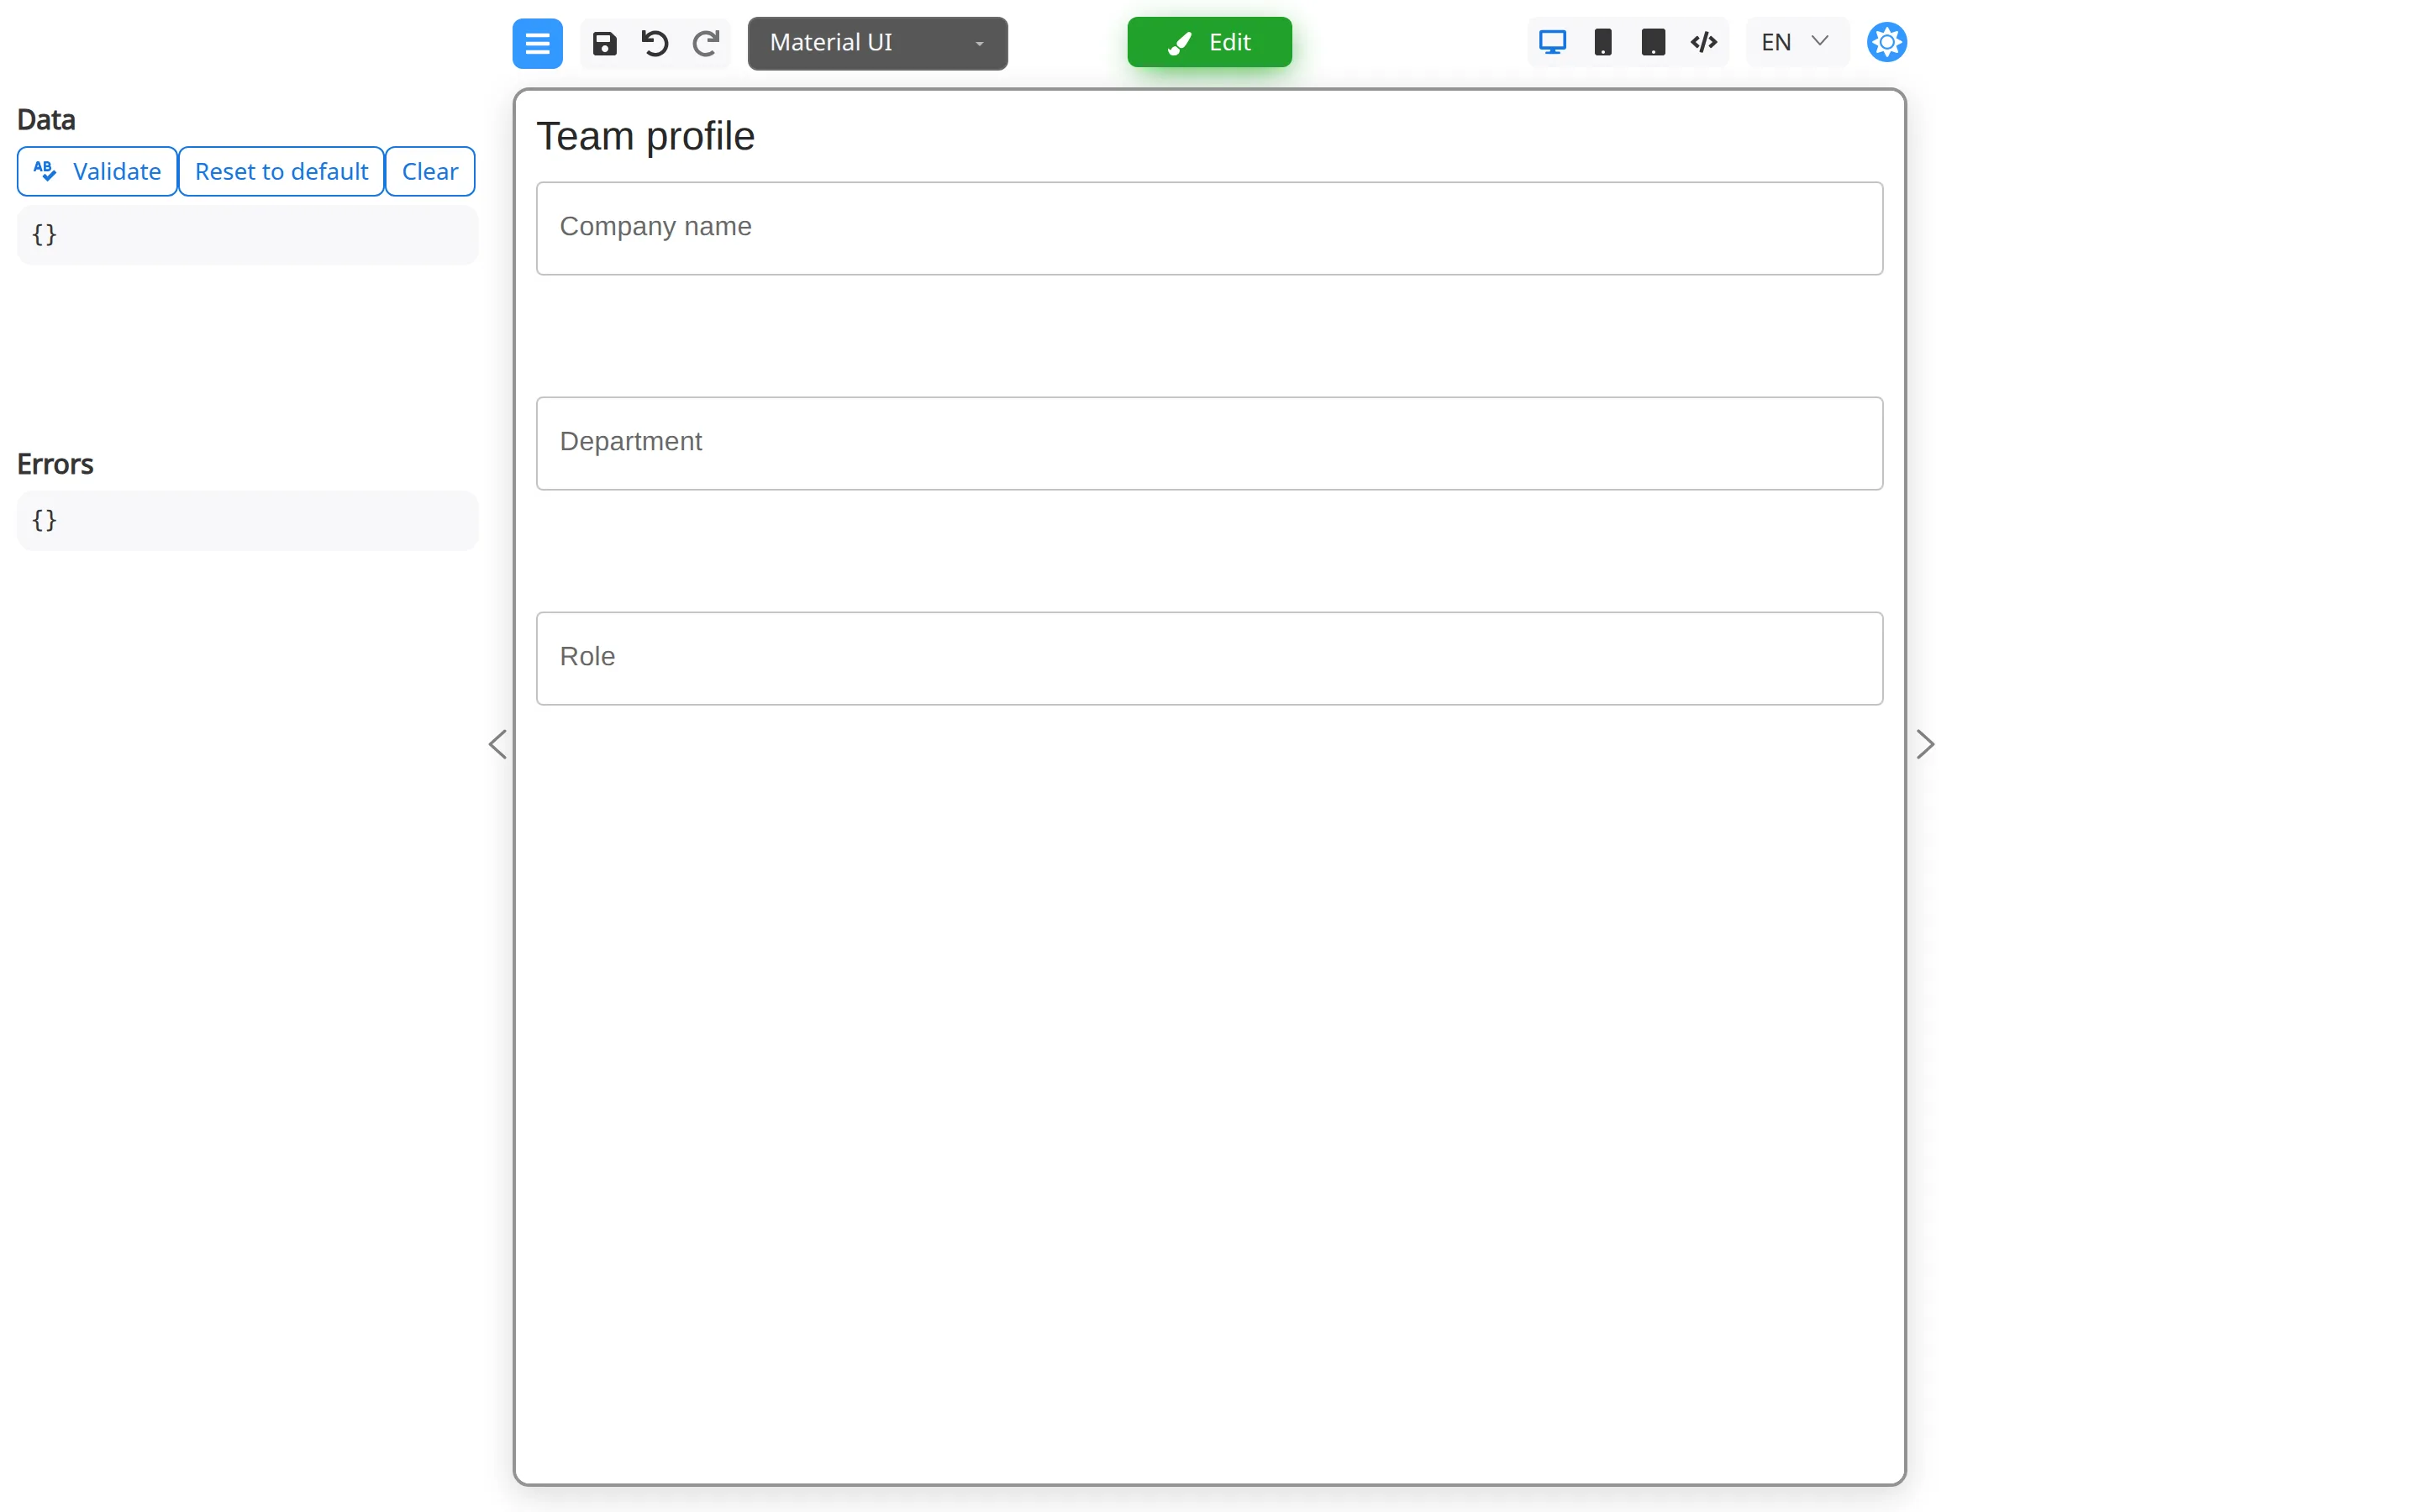 Material UI
Edit
EN
Data
Validate
Reset to default
Clear
{}
Errors
{}
Team profile
Company name
Department
Role